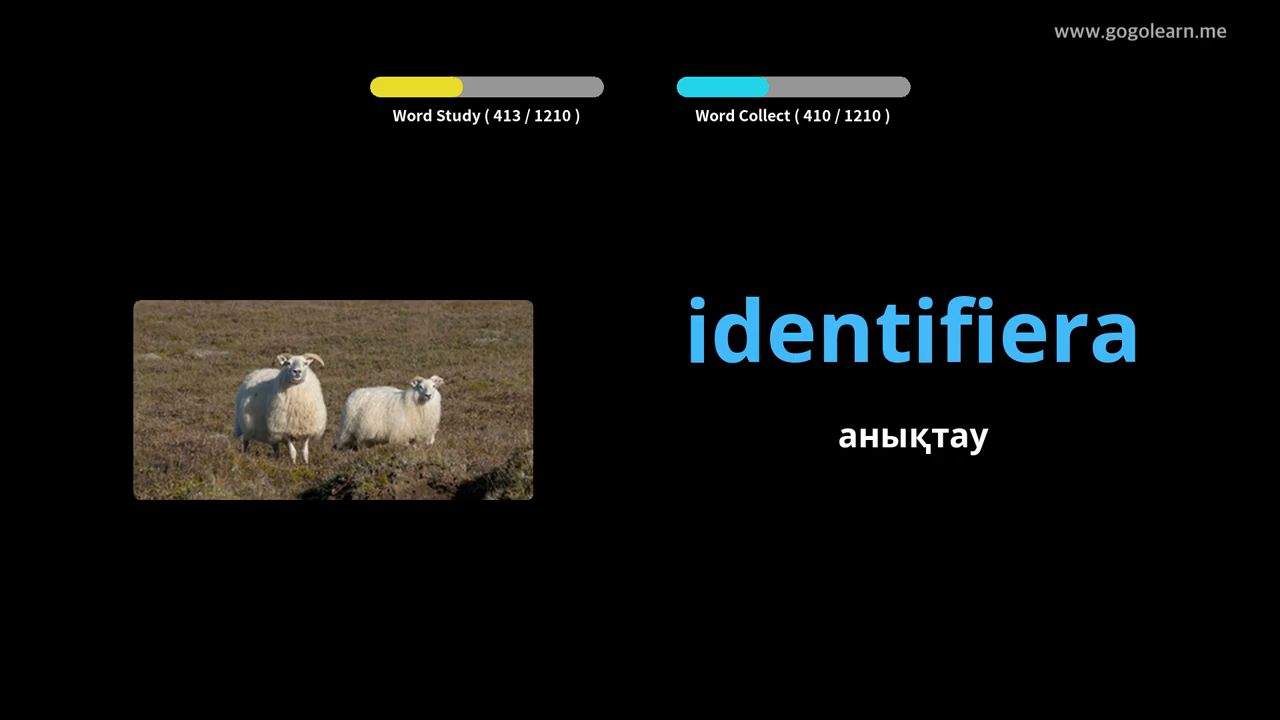 www.gogolearn.me
Word Study ( 413 / 1210 )
Word Collect ( 410 / 1210 )
identifiera
анықтау